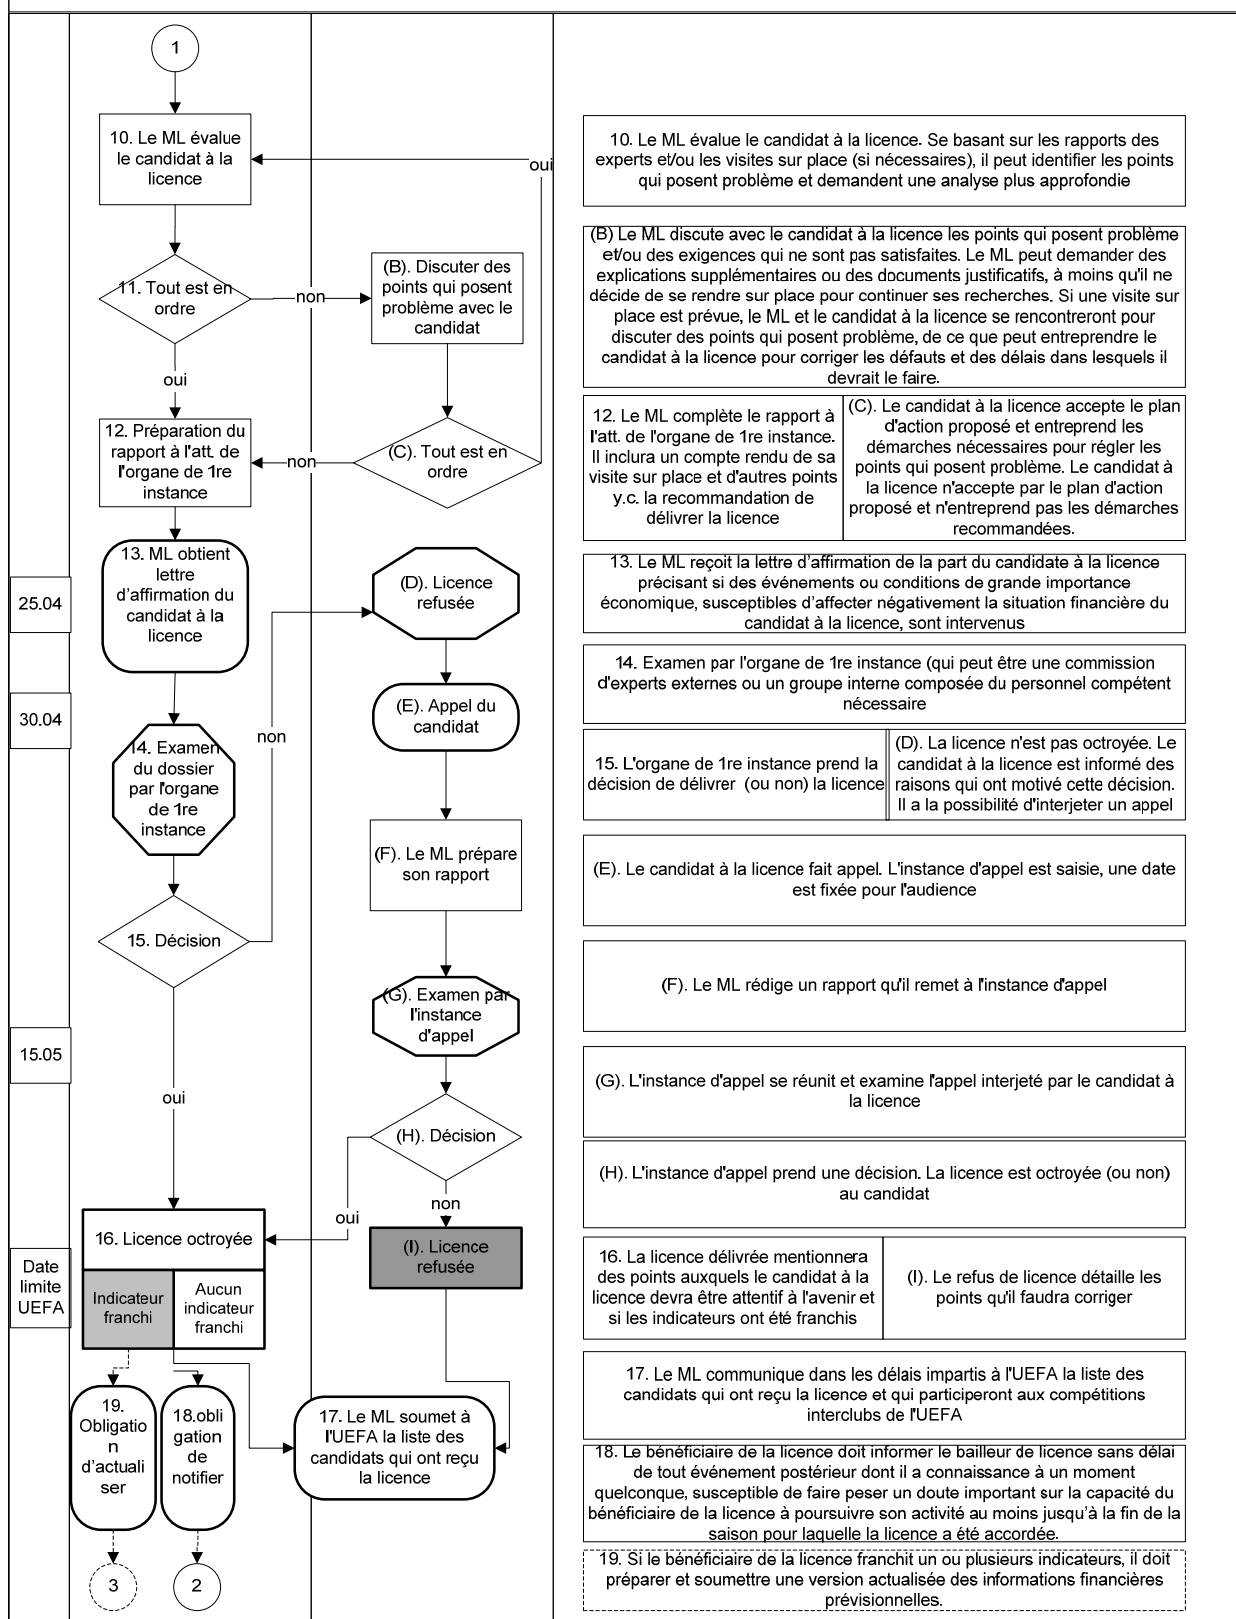 1
10. Le ML évalue
le candidat à la
licence
oui
11. Tout est en
ordre
non
(B). Discuter des
points qui posent
problème avec le
candidat
oui
12. Préparation du
rapport à l'att. de
l'organe de 1re
instance
non
(C). Tout est en
ordre
13. ML obtient
lettre
d'affirmation du
candidat à la
licence
(D). Licence
refusée
25.04
(E). Appel du
candidat
30.04
non
14. Examen
du dossier
par l'organe
de 1re
instance
(F). Le ML prépare
son rapport
15. Décision
(G). Examen par
l'instance
d'appel
15.05
oui
(H). Décision
non
oui
16. Licence octroyée
(I). Licence
refusée
Date
limite
UEFA
Indicateur
franchi
Aucun
indicateur
franchi
19.
Obligatio
n
d'actuali
ser
18.obli
gation
de
notifier
17. Le ML soumet à
l'UEFA la liste des
candidats qui ont reçu
la licence
3
2
10. Le ML évalue le candidat à la licence. Se basant sur les rapports des
experts et/ou les visites sur place (si nécessaires), il peut identifier les points
qui posent problème et demandent une analyse plus approfondie
(B) Le ML discute avec le candidat à la licence les points qui posent problème
et/ou des exigences qui ne sont pas satisfaites. Le ML peut demander des
explications supplémentaires ou des documents justificatifs, à moins qu'il ne
décide de se rendre sur place pour continuer ses recherches. Si une visite sur
place est prévue, le ML et le candidat à la licence se rencontreront pour
discuter des points qui posent problème, de ce que peut entreprendre le
candidat à la licence pour corriger les défauts et des délais dans lesquels il
devrait le faire.
12. Le ML complète le rapport à
l'att. de l'organe de 1re instance.
Il inclura un compte rendu de sa
visite sur place et d'autres points
y.c. la recommandation de
délivrer la licence
(C). Le candidat à la licence accepte le plan
d'action proposé et entreprend les
démarches nécessaires pour régler les
points qui posent problème. Le candidat à
la licence n'accepte par le plan d'action
proposé et n'entreprend pas les démarches
recommandées.
13. Le ML reçoit la lettre d'affirmation de la part du candidate à la licence
précisant si des événements ou conditions de grande importance
économique, susceptibles d'affecter négativement la situation financière du
candidat à la licence, sont intervenus
14. Examen par l'organe de 1re instance (qui peut être une commission
d'experts externes ou un groupe interne composée du personnel compétent
nécessaire
15. L'organe de 1re instance prend la
décision de délivrer (ou non) la licence
(D). La licence n'est pas octroyée. Le
candidat à la licence est informé des
raisons qui ont motivé cette décision.
Il a la possibilité d'interjeter un appel
(E). Le candidat à la licence fait appel. L'instance d'appel est saisie, une date
est fixée pour l'audience
(F). Le ML rédige un rapport qu'il remet à l'instance d'appel
(G). L'instance d'appel se réunit et examine l'appel interjeté par le candidat à
la licence
(H). L'instance d'appel prend une décision. La licence est octroyée (ou non)
au candidat
16. La licence délivrée mentionnera
des points auxquels le candidat à la
licence devra être attentif à l'avenir et
si les indicateurs ont été franchis
(I). Le refus de licence détaille les
points qu'il faudra corriger
17. Le ML communique dans les délais impartis à l'UEFA la liste des
candidats qui ont reçu la licence et qui participeront aux compétitions
interclubs de l'UEFA
18. Le bénéficiaire de la licence doit informer le bailleur de licence sans délai
de tout événement postérieur dont il a connaissance à un moment
quelconque, susceptible de faire peser un doute important sur la capacité du
bénéficiaire de la licence à poursuivre son activité au moins jusqu'à la fin de la
saison pour laquelle la licence a été accordée.
19. Si le bénéficiaire de la licence franchit un ou plusieurs indicateurs, il doit
préparer et soumettre une version actualisée des informations financières
prévisionnelles.